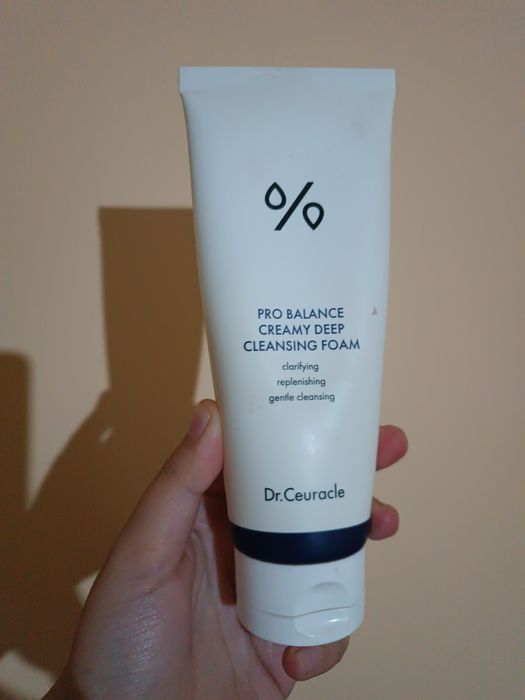 PRO BALANCE
CREAMY DEEP
CLEANSING FOAM
clarifying
replenishing
gentle cleansing
Dr.Ceuracle